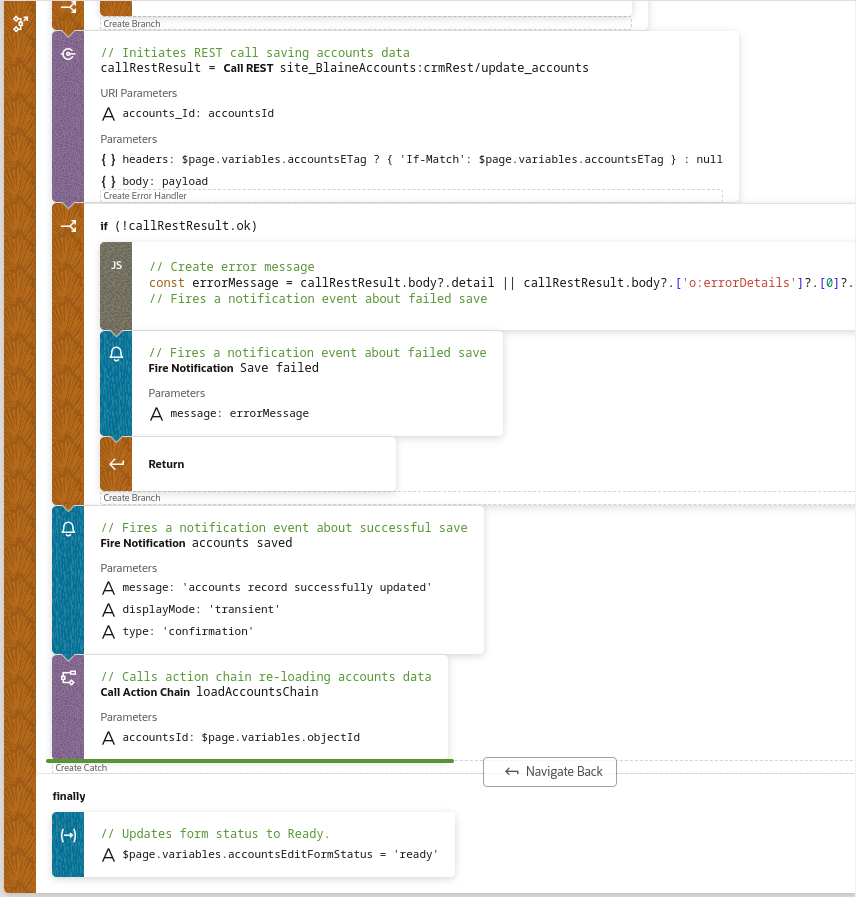 Create Branch
// Initiates REST call saving accounts data
callRestResult = Call REST site_BlaineAccounts:crmRest/update_accounts
URI Parameters
A accounts_Id: accountsId
Parameters
{ } headers: $page.variables.accountsETag ? { 'If-Match': $page.variables.accountsETag } : null
{ } body: payload
Create Error Handler
if (!callRestResult.ok)
JS
// Create error message
const errorMessage = callRestResult.body?.detail || callRestResult.body?.['o:errorDetails']?.[0]?.
// Fires a notification event about failed save
// Fires a notification event about failed save
Fire Notification Save failed
Parameters
A message: errorMessage
Return
Create Branch
// Fires a notification event about successful save
Fire Notification accounts saved
Parameters
A message: 'accounts record successfully updated'
A displayMode: 'transient'
A type: 'confirmation'
// Calls action chain re-loading accounts data
Call Action Chain loadAccountsChain
Parameters
A accountsId: $page.variables.objectId
Create Catch
Navigate Back
finally
// Updates form status to Ready.
A $page.variables.accountsEditFormStatus = 'ready'